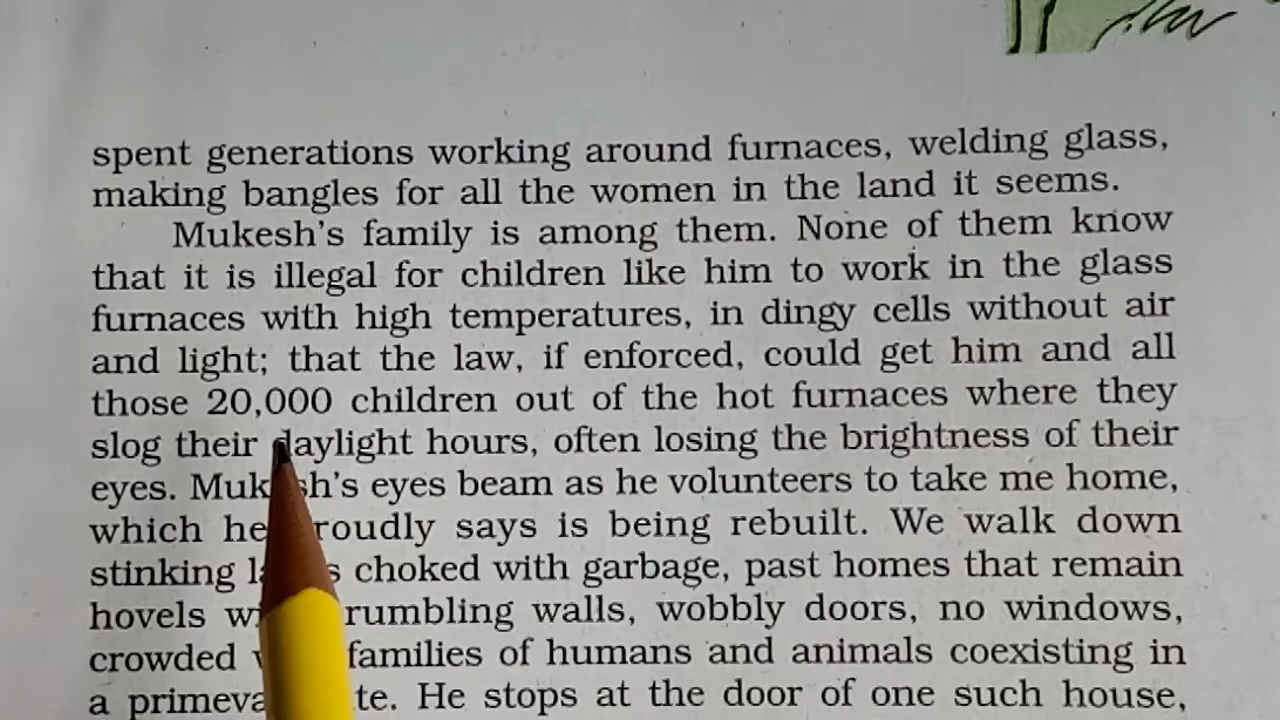 spent generations working around furnaces, welding glass,
making bangles for all the women in the land it seems.
Mukesh's family is among them. None of them know
that it is illegal for children like him to work in the glass
furnaces with high temperatures, in dingy cells without air
and light; that the law, if enforced, could get him and all
those 20,000 children out of the hot furnaces where they
slog their daylight hours, often losing the brightness of their
eyes. Mukesh's eyes beam as he volunteers to take me home,
which he proudly says is being rebuilt. We walk down
stinking choked with garbage, past homes that remain
hovels crumbling walls, wobbly doors, no windows,
crowded families of humans and animals coexisting in
a He stops at the door of one such house,